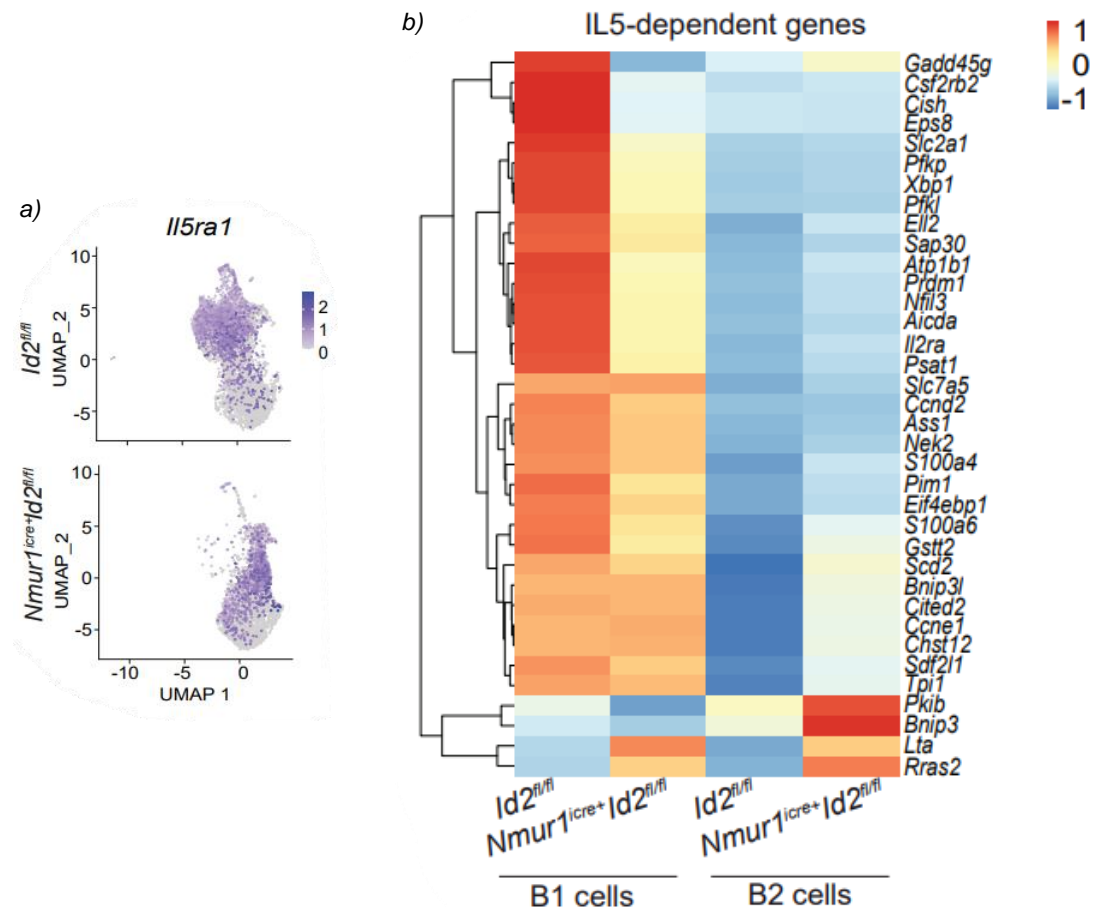 a)
Il5ra1
Id2fl/fl
UMAP_2
10
5
0
-5
2
1
0
Nmur1icre+Id2fl/fl
UMAP_2
10
5
0
-5
-10 -5 0
UMAP 1
b)
IL5-dependent genes
1
0
-1
Gadd45g
Csf2rb2
Cish
Eps8
Slc2a1
Pfkp
Xbp1
Pfkl
Ell2
Sap30
Atp1b1
Prdm1
Nfil3
Aicda
Il2ra
Psat1
Slc7a5
Ccnd2
Ass1
Nek2
S100a4
Pim1
Eif4ebp1
S100a6
Gstt2
Scd2
Bnip3l
Cited2
Ccne1
Chst12
Sdf2l1
Tpi1
Pkib
Bnip3
Lta
Rras2
Id2fl/fl
Nmur1icre+Id2fl/fl
Id2fl/fl
Nmur1icre+Id2fl/fl
B1 cells B2 cells